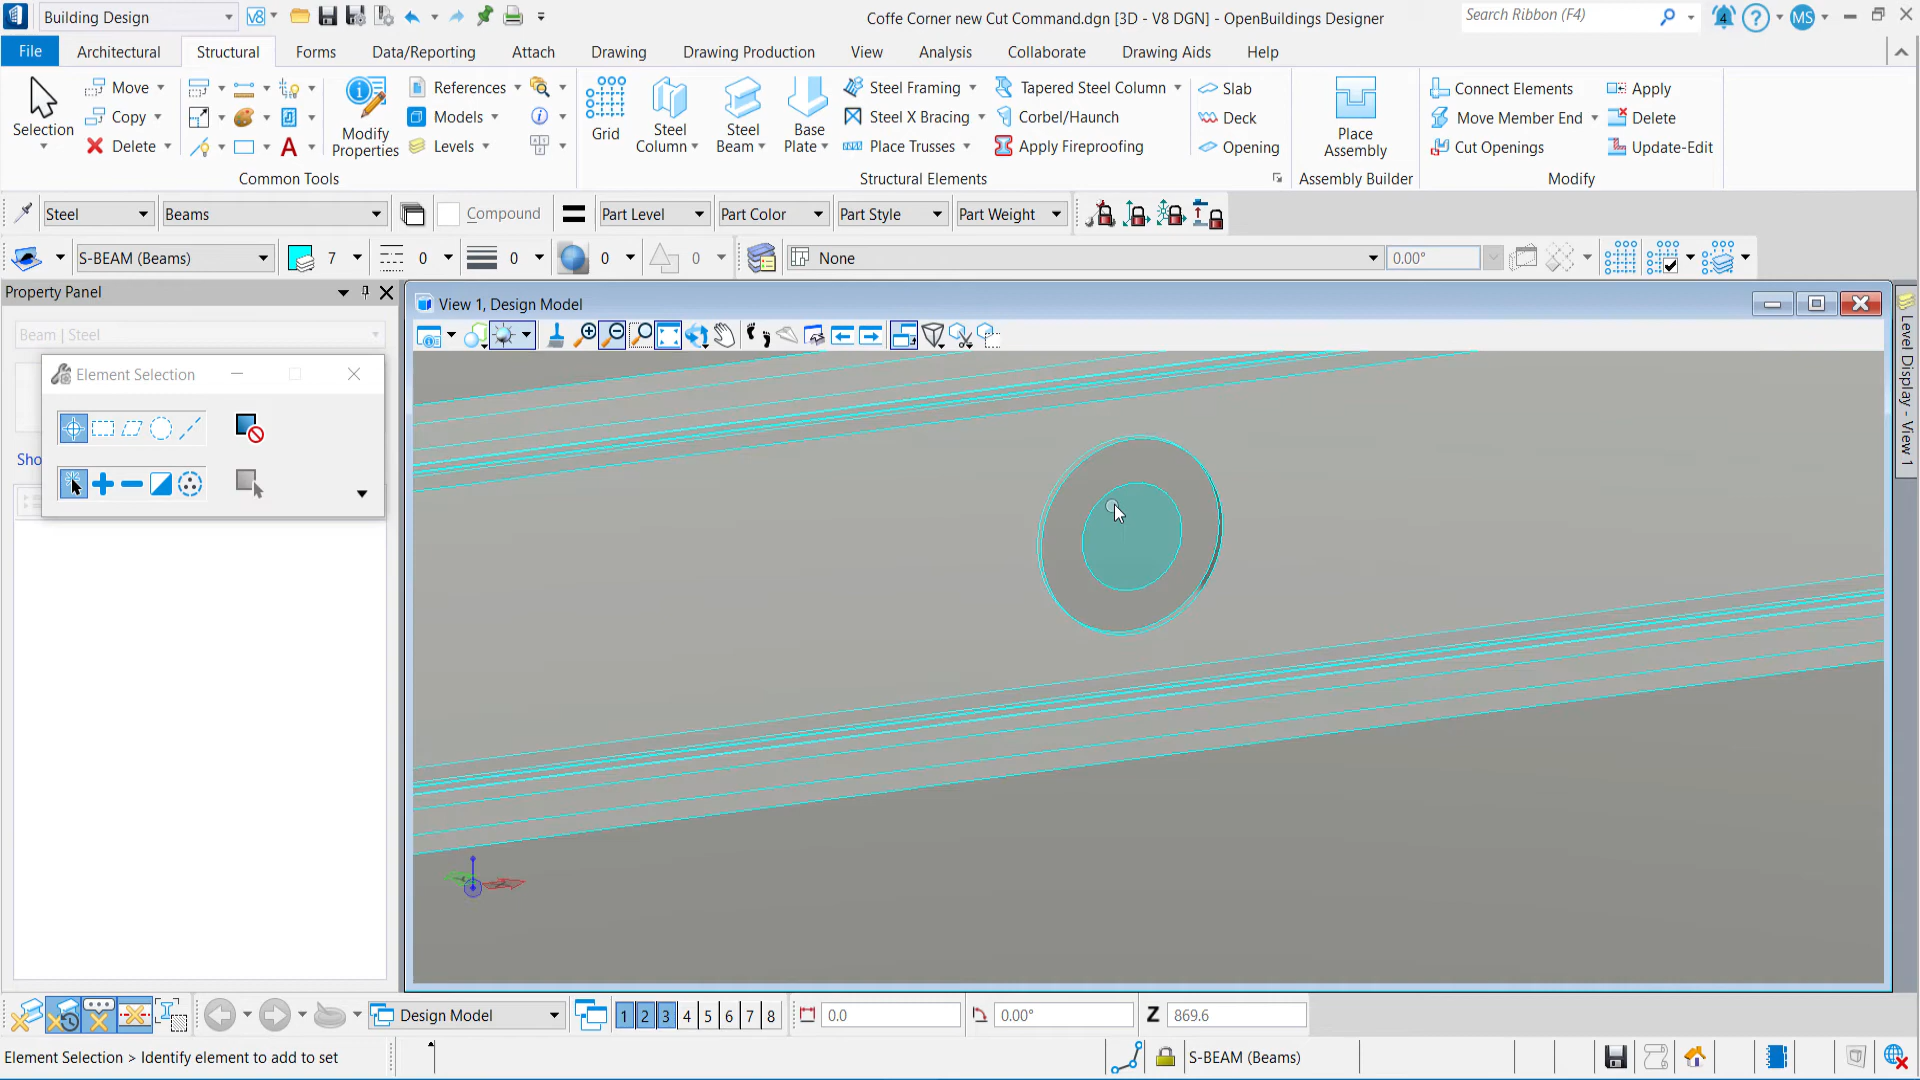 Building Design
V8
Coffe Corner new Cut Command.dgn [3D - V8 DGN] - OpenBuildings Designer
Search Ribbon (F4)
4
MS
File
Architectural
Structural
Forms
Data/Reporting
Attach
Drawing
Drawing Production
View
Analysis
Collaborate
Drawing Aids
Help
Selection
Move
Copy
Delete
Modify Properties
References
Models
Levels
Common Tools
Grid
Steel Column
Steel Beam
Base Plate
Steel Framing
Steel X Bracing
Place Trusses
Tapered Steel Column
Corbel/Haunch
Apply Fireproofing
Slab
Deck
Opening
Structural Elements
Place Assembly
Assembly Builder
Connect Elements
Move Member End
Cut Openings
Apply
Delete
Update-Edit
Modify
Steel
Beams
Compound
Part Level
Part Color
Part Style
Part Weight
S-BEAM (Beams)
7
0
0
0
0
None
0.00°
Property Panel
Beam | Steel
Element Selection
Sho
View 1, Design Model
Level Display - View 1
Design Model
1 2 3 4 5 6 7 8
0.0
0.00°
Z 869.6
Element Selection > Identify element to add to set
S-BEAM (Beams)